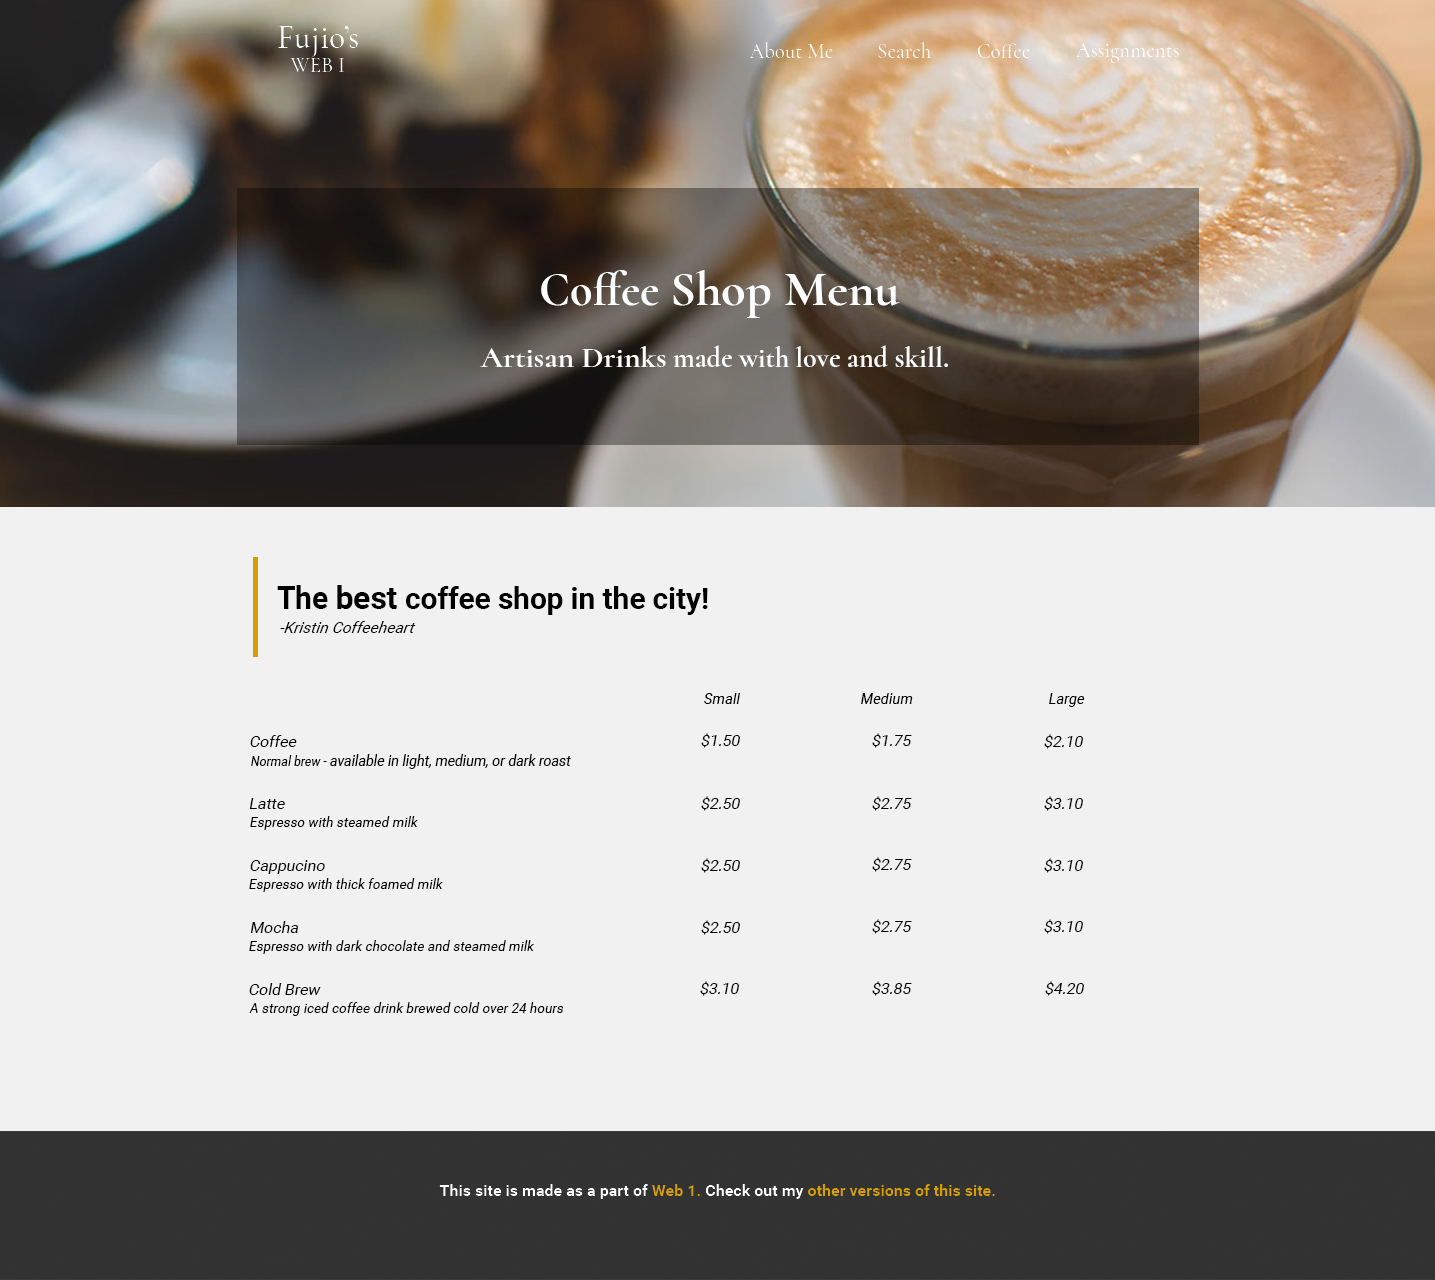 Fujio's
WEB I
About Me Search Coffee Assignments
Coffee Shop Menu
Artisan Drinks made with love and skill.
The best coffee shop in the city!
-Kristin Coffeeheart
Small Medium Large
Coffee $1.50 $1.75 $2.10
Normal brew - available in light, medium, or dark roast
Latte $2.50 $2.75 $3.10
Espresso with steamed milk
Cappucino $2.50 $2.75 $3.10
Espresso with thick foamed milk
Mocha $2.50 $2.75 $3.10
Espresso with dark chocolate and steamed milk
Cold Brew $3.10 $3.85 $4.20
A strong iced coffee drink brewed cold over 24 hours
This site is made as a part of Web 1. Check out my other versions of this site.